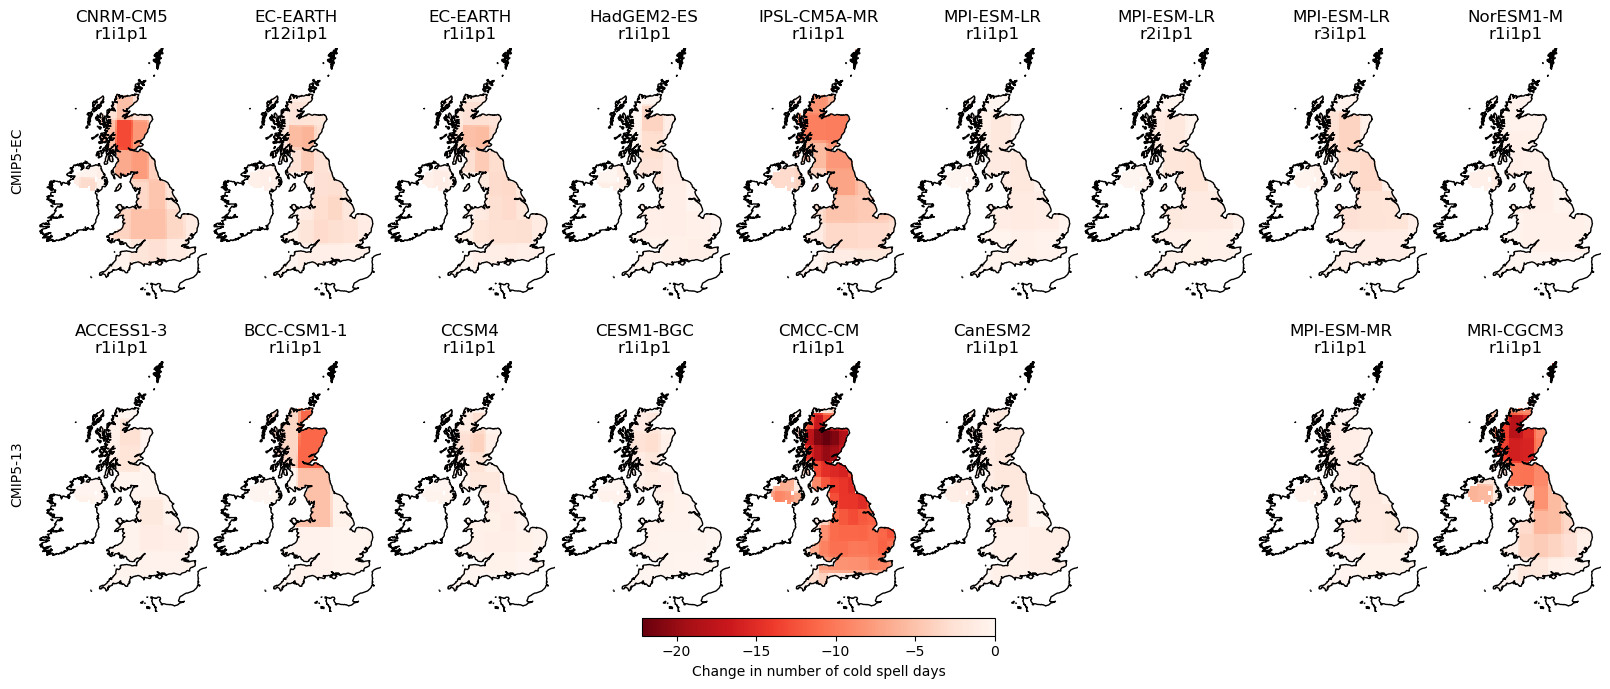 CNRM-CM5
r1i1p1
EC-EARTH
r12i1p1
EC-EARTH
r1i1p1
HadGEM2-ES
r1i1p1
IPSL-CM5A-MR
r1i1p1
MPI-ESM-LR
r1i1p1
MPI-ESM-LR
r2i1p1
MPI-ESM-LR
r3i1p1
NorESM1-M
r1i1p1
CMIP5-EC
ACCESS1-3
r1i1p1
BCC-CSM1-1
r1i1p1
CCSM4
r1i1p1
CESM1-BGC
r1i1p1
CMCC-CM
r1i1p1
CanESM2
r1i1p1
MPI-ESM-MR
r1i1p1
MRI-CGCM3
r1i1p1
CMIP5-13
−20 −15 −10 −5 0
Change in number of cold spell days